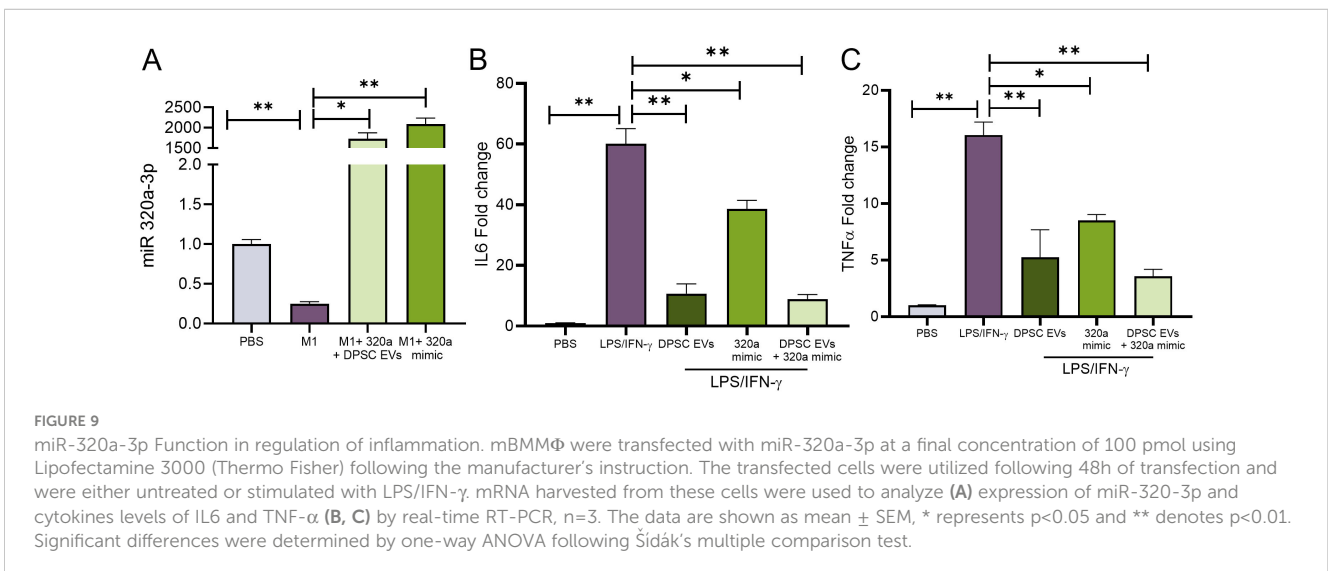 A
B
C
**
*
**
miR 320a-3p
2500
2000
1500
2.0
1.5
1.0
0.5
0.0
PBS
M1
M1+ 320a
+ DPSC EVs
M1+ 320a
mimic
**
*
**
**
IL6 Fold change
80
60
40
20
0
PBS
LPS/IFN-γ
DPSC EVs
320a
mimic
DPSC EVs
+ 320a mimic
LPS/IFN-γ
**
*
**
**
TNFα Fold change
20
15
10
5
0
PBS
LPS/IFN-γ
DPSC EVs
320a
mimic
DPSC EVs
+ 320a mimic
LPS/IFN-γ
FIGURE 9
miR-320a-3p Function in regulation of inflammation. mBMMΦ were transfected with miR-320a-3p at a final concentration of 100 pmol using
Lipofectamine 3000 (Thermo Fisher) following the manufacturer's instruction. The transfected cells were utilized following 48h of transfection and
were either untreated or stimulated with LPS/IFN-γ. mRNA harvested from these cells were used to analyze (A) expression of miR-320-3p and
cytokines levels of IL6 and TNF-α (B, C) by real-time RT-PCR, n=3. The data are shown as mean ± SEM, * represents p<0.05 and ** denotes p<0.01.
Significant differences were determined by one-way ANOVA following Šídák's multiple comparison test.